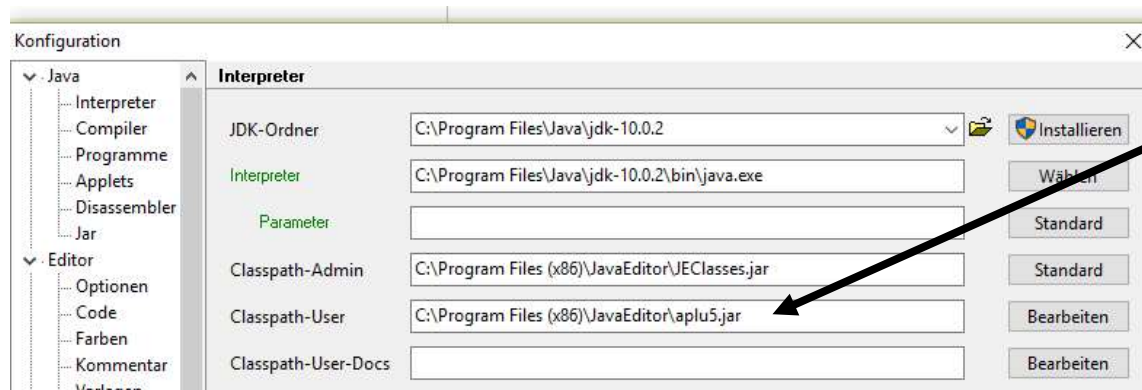 Konfiguration
Java
Interpreter
Compiler
Programme
Applets
Disassembler
Jar
Editor
Optionen
Code
Farben
Kommentar
Interpreter
JDK-Ordner C:\Program Files\Java\jdk-10.0.2 Installieren
Interpreter C:\Program Files\Java\jdk-10.0.2\bin\java.exe Wählen
Parameter Standard
Classpath-Admin C:\Program Files (x86)\JavaEditor\JEClasses.jar Standard
Classpath-User C:\Program Files (x86)\JavaEditor\aplu5.jar Bearbeiten
Classpath-User-Docs Bearbeiten